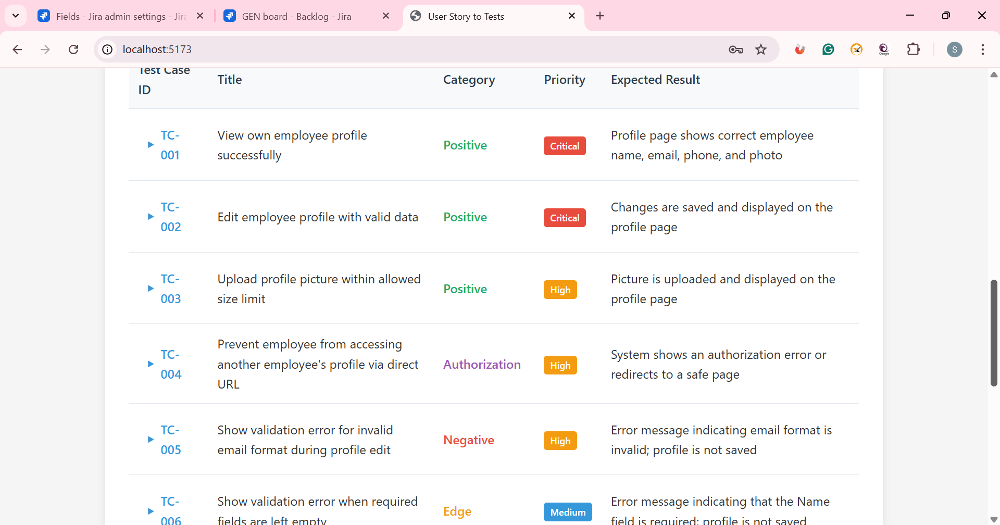 Fields - Jira admin settings - Jira
GEN board - Backlog - Jira
User Story to Tests
localhost:5173
S
Test Case
ID
Title
Category
Priority
Expected Result
TC-
001
View own employee profile
successfully
Positive
Critical
Profile page shows correct employee
name, email, phone, and photo
TC-
002
Edit employee profile with valid data
Positive
Critical
Changes are saved and displayed on the
profile page
TC-
003
Upload profile picture within allowed
size limit
Positive
High
Picture is uploaded and displayed on the
profile page
TC-
004
Prevent employee from accessing
another employee's profile via direct
URL
Authorization
High
System shows an authorization error or
redirects to a safe page
TC-
005
Show validation error for invalid
email format during profile edit
Negative
High
Error message indicating email format is
invalid; profile is not saved
TC-
006
Show validation error when required
fields are left empty
Edge
Medium
Error message indicating that the Name
field is required; profile is not saved